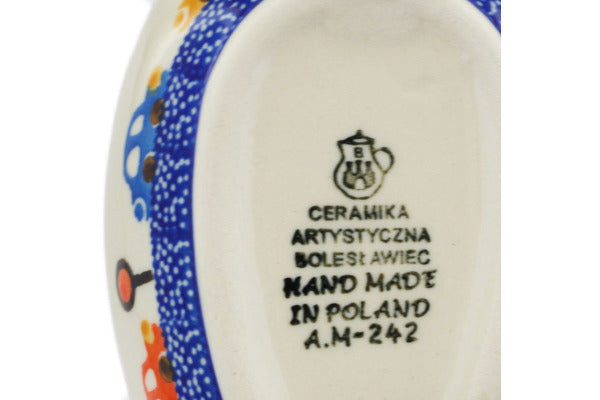 B
CERAMIKA
ARTYSTYCZNA
BOLESŁAWIEC
HAND MADE
IN POLAND
A.M-242